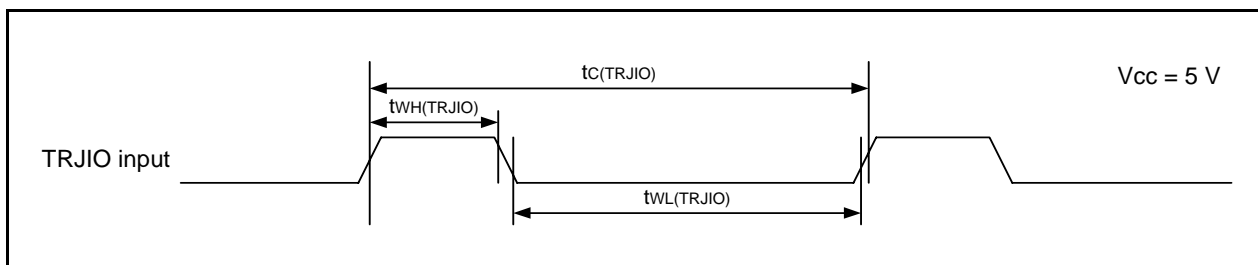 tC(TRJIO)
Vcc = 5 V
tWH(TRJIO)
TRJIO input
tWL(TRJIO)